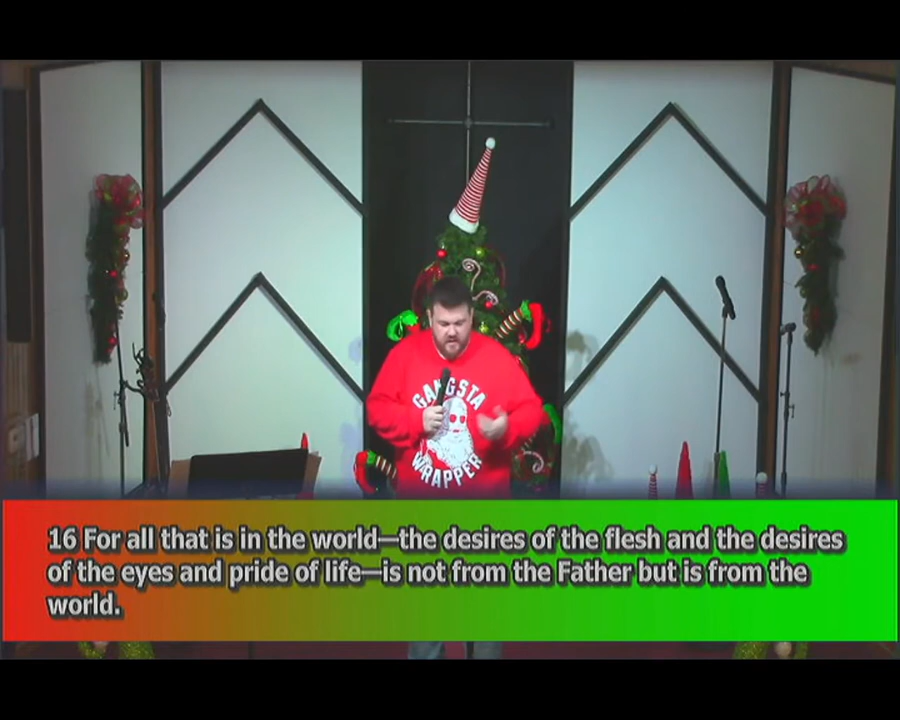 GANGSTA
WRAPPER
16 For all that is in the world—the desires of the flesh and the desires
of the eyes and pride of life—is not from the Father but is from the
world.